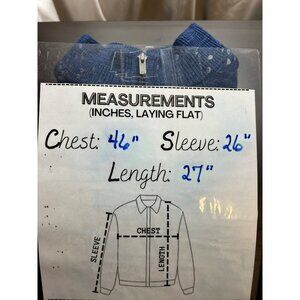 MEASUREMENTS
(INCHES, LAYING FLAT)
Chest: 46" Sleeve: 26"
Length: 27"
SLEEVE
CHEST
LENGTH